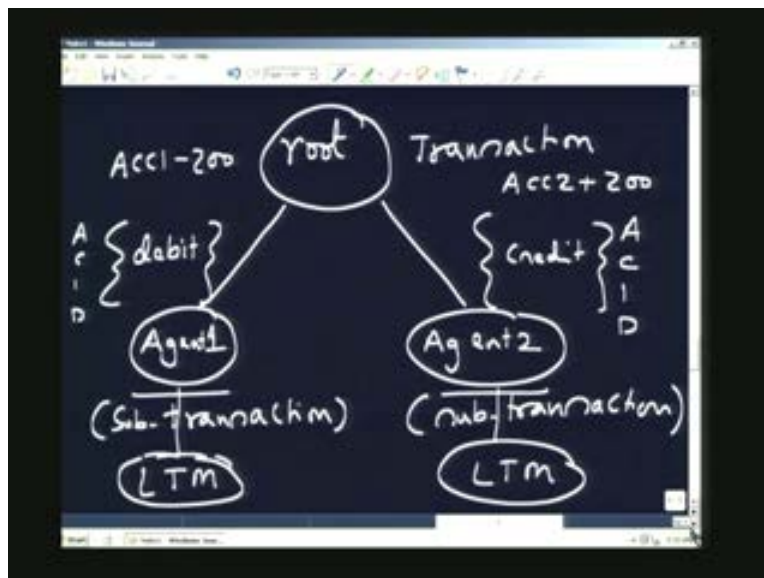 root
Transaction
ACC1-200
ACC2+200
A
C
I
D
{debit}
{credit}
A
C
I
D
Agent1
Agent2
(Sub-transaction)
(sub-transaction)
LTM
LTM